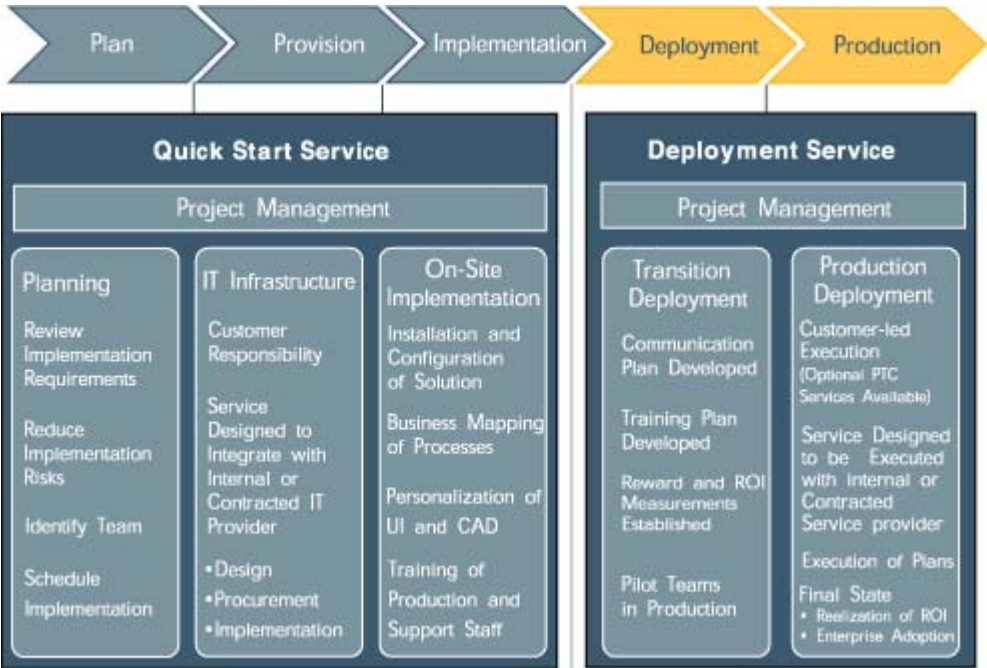 Plan
Provision
Implementation
Deployment
Production
Quick Start Service
Project Management
Planning
Review
Implementation
Requirements
Reduce
Implementation
Risks
Identify Team
Schedule
Implementation
IT Infrastructure
Customer
Responsibility
Service
Designed to
Integrate with
Internal or
Contracted IT
Provider
•Design
•Procurement
•Implementation
On-Site
Implementation
Installation and
Configuration
of Solution
Business Mapping
of Processes
Personalization of
UI and CAD
Training of
Production and
Support Staff
Deployment Service
Project Management
Transition
Deployment
Communication
Plan Developed
Training Plan
Developed
Reward and ROI
Measurements
Established
Pilot Teams
in Production
Production
Deployment
Customer-led
Execution
(Optional PTC
Services Available)
Service Designed
to be Executed
with internal or
Contracted
Service provider
Execution of Plans
Final State
• Reelization of ROI
• Enterprise Adoption